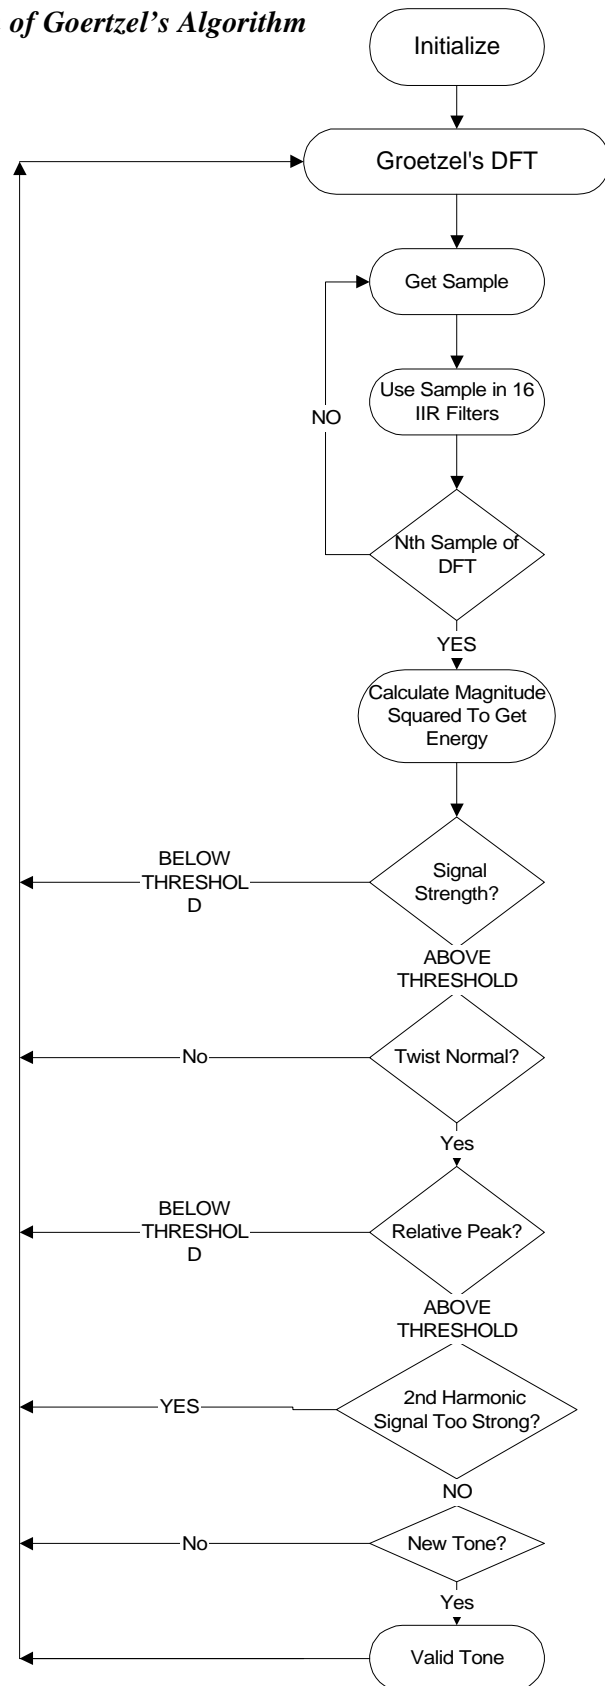 of Goertzel's Algorithm
Initialize
Groetzel's DFT
Get Sample
Use Sample in 16
IIR Filters
NO
Nth Sample of
DFT
YES
Calculate Magnitude
Squared To Get
Energy
BELOW
THRESHOL
D
Signal
Strength?
ABOVE
THRESHOLD
No
Twist Normal?
Yes
BELOW
THRESHOL
D
Relative Peak?
ABOVE
THRESHOLD
YES
2nd Harmonic
Signal Too Strong?
NO
No
New Tone?
Yes
Valid Tone